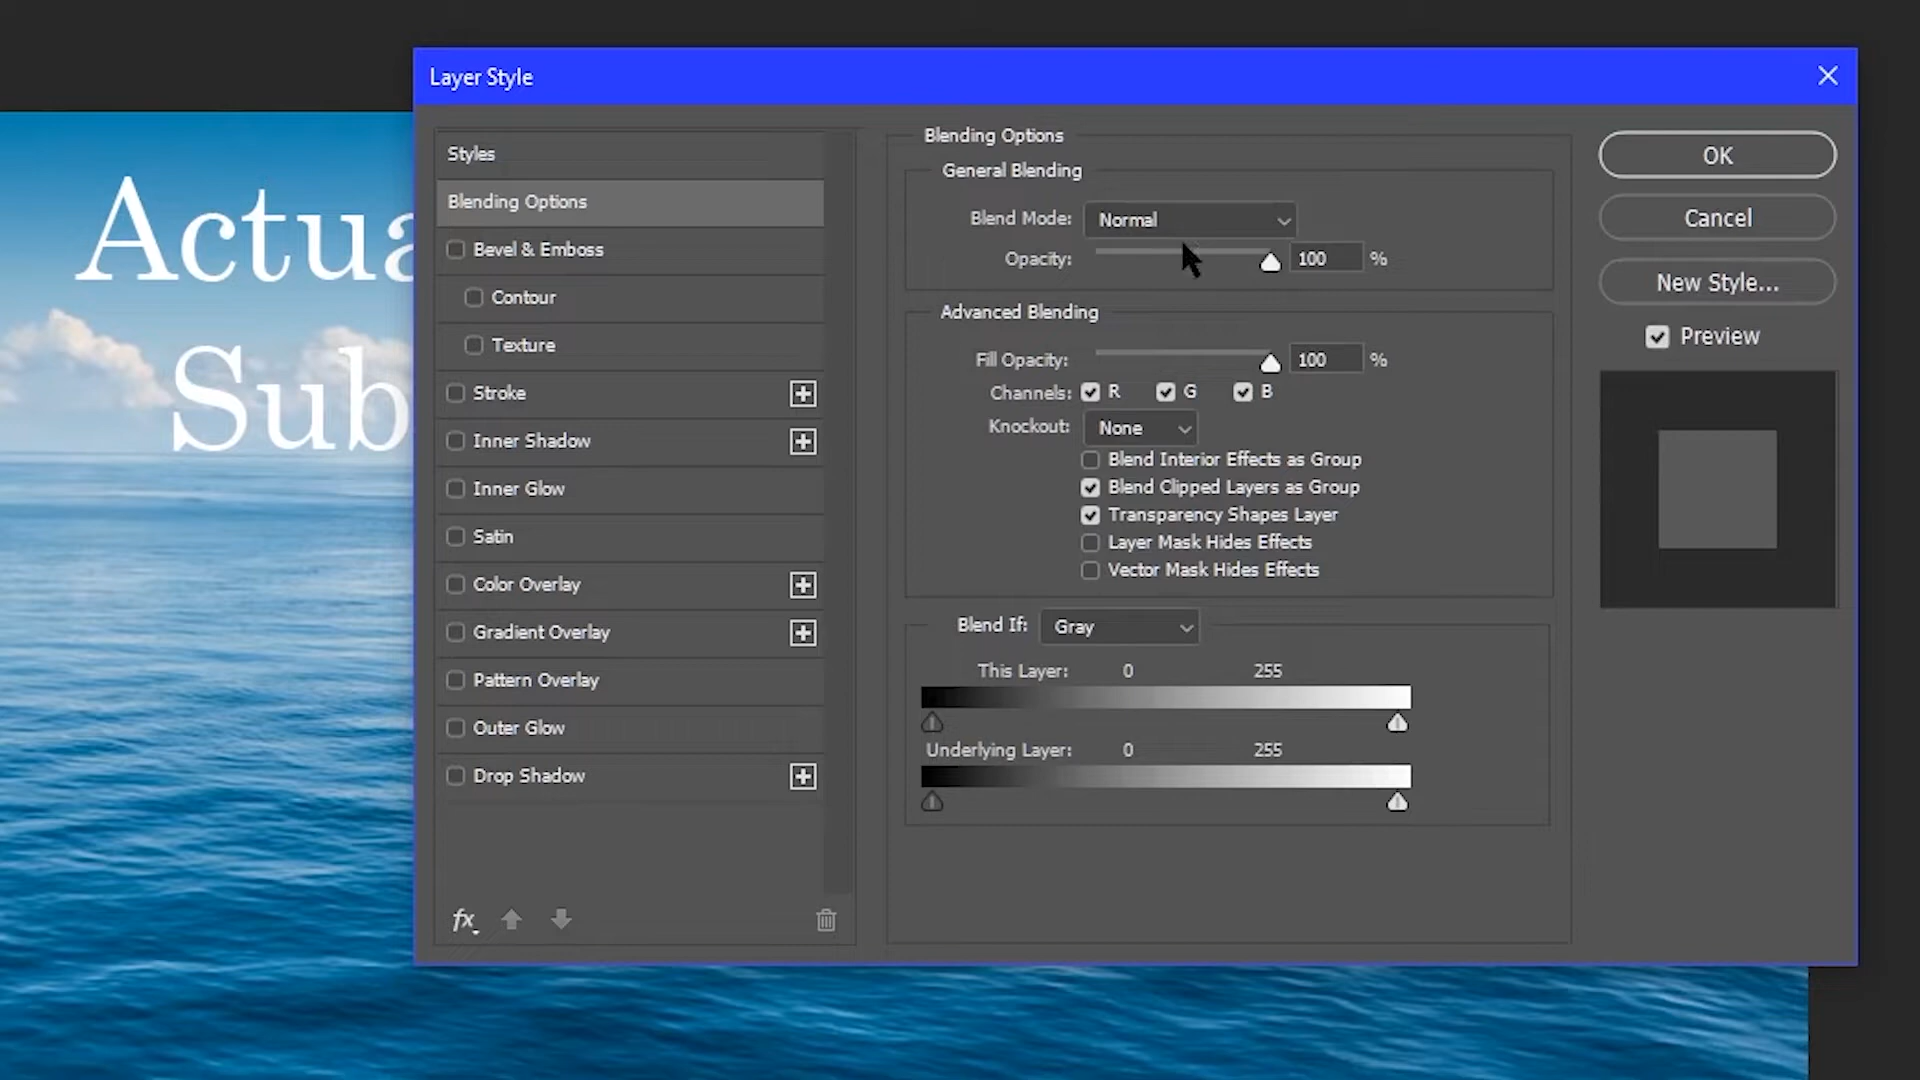 Layer Style
Actua
Sub
Styles
Blending Options
Bevel & Emboss
Contour
Texture
Stroke
Inner Shadow
Inner Glow
Satin
Color Overlay
Gradient Overlay
Pattern Overlay
Outer Glow
Drop Shadow
fx
Blending Options
General Blending
Blend Mode: Normal
Opacity: 100 %
Advanced Blending
Fill Opacity: 100 %
Channels: R G B
Knockout: None
Blend Interior Effects as Group
Blend Clipped Layers as Group
Transparency Shapes Layer
Layer Mask Hides Effects
Vector Mask Hides Effects
Blend If: Gray
This Layer: 0 255
Underlying Layer: 0 255
OK
Cancel
New Style...
Preview